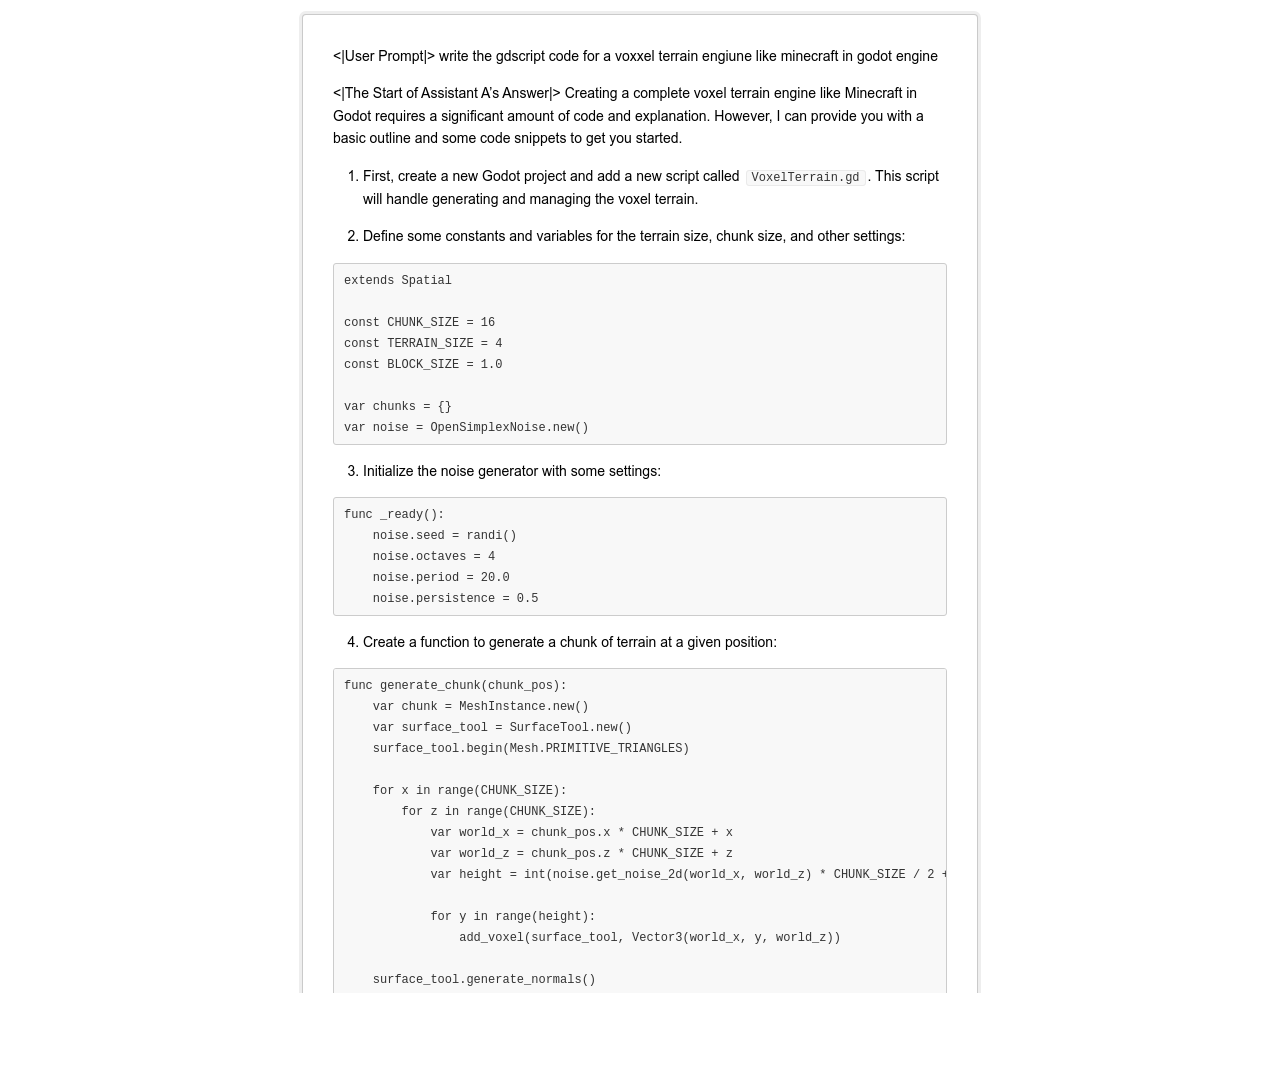 <|User Prompt|> write the gdscript code for a voxxel terrain engiune like minecraft in godot engine
<|The Start of Assistant A's Answer|> Creating a complete voxel terrain engine like Minecraft in
Godot requires a significant amount of code and explanation. However, I can provide you with a
basic outline and some code snippets to get you started.
1. First, create a new Godot project and add a new script called VoxelTerrain.gd. This script
will handle generating and managing the voxel terrain.
2. Define some constants and variables for the terrain size, chunk size, and other settings:
extends Spatial
const CHUNK_SIZE = 16
const TERRAIN_SIZE = 4
const BLOCK_SIZE = 1.0
var chunks = {}
var noise = OpenSimplexNoise.new()
3. Initialize the noise generator with some settings:
func _ready():
    noise.seed = randi()
    noise.octaves = 4
    noise.period = 20.0
    noise.persistence = 0.5
4. Create a function to generate a chunk of terrain at a given position:
func generate_chunk(chunk_pos):
    var chunk = MeshInstance.new()
    var surface_tool = SurfaceTool.new()
    surface_tool.begin(Mesh.PRIMITIVE_TRIANGLES)
    for x in range(CHUNK_SIZE):
        for z in range(CHUNK_SIZE):
            var world_x = chunk_pos.x * CHUNK_SIZE + x
            var world_z = chunk_pos.z * CHUNK_SIZE + z
            var height = int(noise.get_noise_2d(world_x, world_z) * CHUNK_SIZE / 2 +
            for y in range(height):
                add_voxel(surface_tool, Vector3(world_x, y, world_z))
    surface_tool.generate_normals()